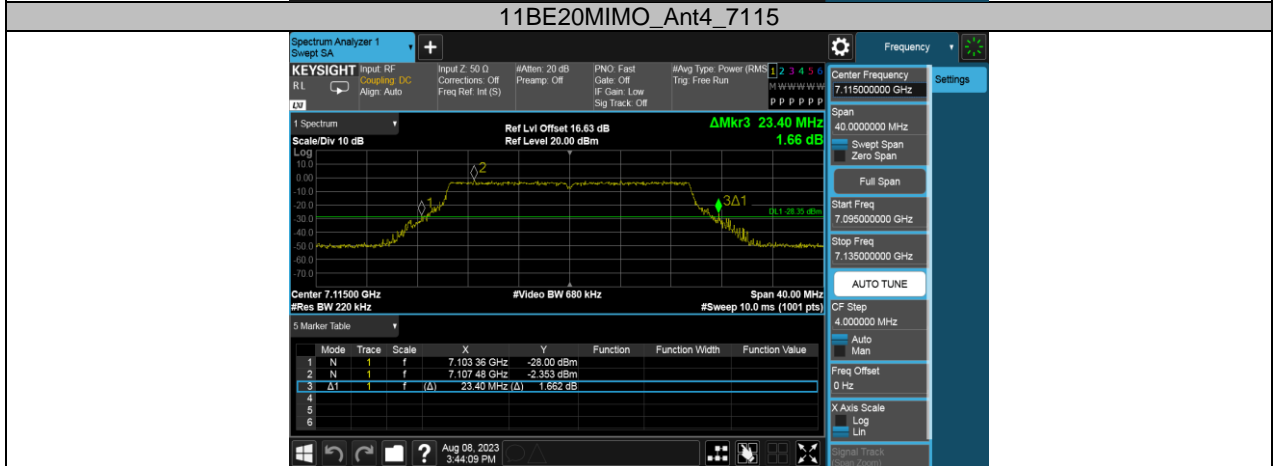 11BE20MIMO_Ant4_7115
Spectrum Analyzer 1
Swept SA
+
Frequency
KEYSIGHT
RL
LXI
Input: RF
Coupling: DC
Align: Auto
Input Z: 50 Ω
Corrections: Off
Freq Ref: Int (S)
#Atten: 20 dB
Preamp: Off
PNO: Fast
Gate: Off
IF Gain: Low
Sig Track: Off
#Avg Type: Power (RMS
Trig: Free Run
1 2 3 4 5 6
M W W W W W
P P P P P P
Center Frequency
7.115000000 GHz
Settings
Span
40.0000000 MHz
Swept Span
Zero Span
Full Span
Start Freq
7.095000000 GHz
Stop Freq
7.135000000 GHz
AUTO TUNE
CF Step
4.000000 MHz
Auto
Man
Freq Offset
0 Hz
X Axis Scale
Log
Lin
Signal Track
(Span Zoom)
1 Spectrum
Scale/Div 10 dB
Ref Lvl Offset 16.63 dB
Ref Level 20.00 dBm
ΔMkr3 23.40 MHz
1.66 dB
Log
10.0
0.00
-10.0
-20.0
-30.0
-40.0
-50.0
-60.0
-70.0
1
2
3Δ1
DL1 -28.35 dBm
Center 7.11500 GHz
#Video BW 680 kHz
Span 40.00 MHz
#Res BW 220 kHz
#Sweep 10.0 ms (1001 pts)
5 Marker Table
Mode Trace Scale X Y Function Function Width Function Value
1 N 1 f 7.103 36 GHz -28.00 dBm
2 N 1 f 7.107 48 GHz -2.353 dBm
3 Δ1 1 f (Δ) 23.40 MHz (Δ) 1.662 dB
4
5
6
?
Aug 08, 2023
3:44:09 PM